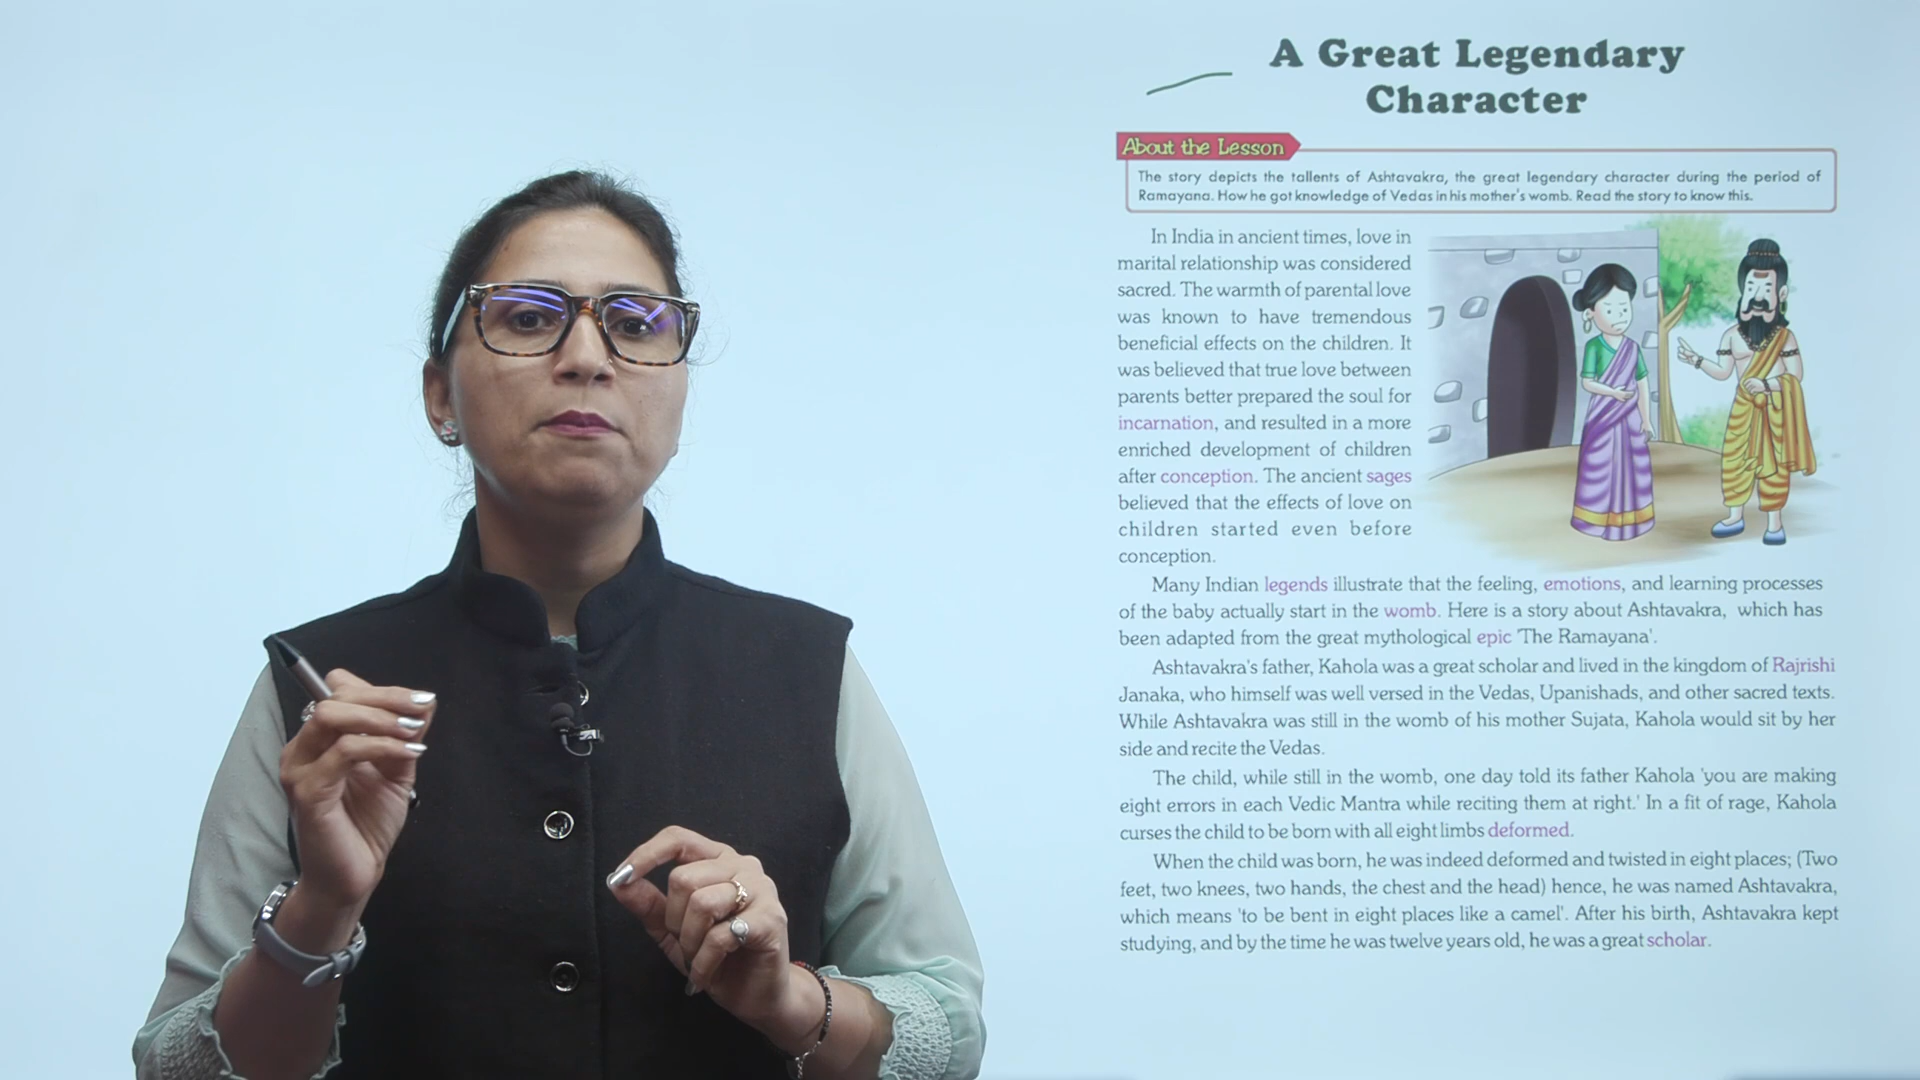 A Great Legendary
Character
About the Lesson
The story depicts the tallents of Ashtavakra, the great legendary character during the period of
Ramayana. How he got knowledge of Vedas in his mother's womb. Read the story to know this.
In India in ancient times, love in
marital relationship was considered
sacred. The warmth of parental love
was known to have tremendous
beneficial effects on the children. It
was believed that true love between
parents better prepared the soul for
incarnation, and resulted in a more
enriched development of children
after conception. The ancient sages
believed that the effects of love on
children started even before
conception.
Many Indian legends illustrate that the feeling, emotions, and learning processes
of the baby actually start in the womb. Here is a story about Ashtavakra, which has
been adapted from the great mythological epic 'The Ramayana'.
Ashtavakra's father, Kahola was a great scholar and lived in the kingdom of Rajrishi
Janaka, who himself was well versed in the Vedas, Upanishads, and other sacred texts.
While Ashtavakra was still in the womb of his mother Sujata, Kahola would sit by her
side and recite the Vedas.
The child, while still in the womb, one day told its father Kahola 'you are making
eight errors in each Vedic Mantra while reciting them at right.' In a fit of rage, Kahola
curses the child to be born with all eight limbs deformed.
When the child was born, he was indeed deformed and twisted in eight places; (Two
feet, two knees, two hands, the chest and the head) hence, he was named Ashtavakra,
which means 'to be bent in eight places like a camel'. After his birth, Ashtavakra kept
studying, and by the time he was twelve years old, he was a great scholar.